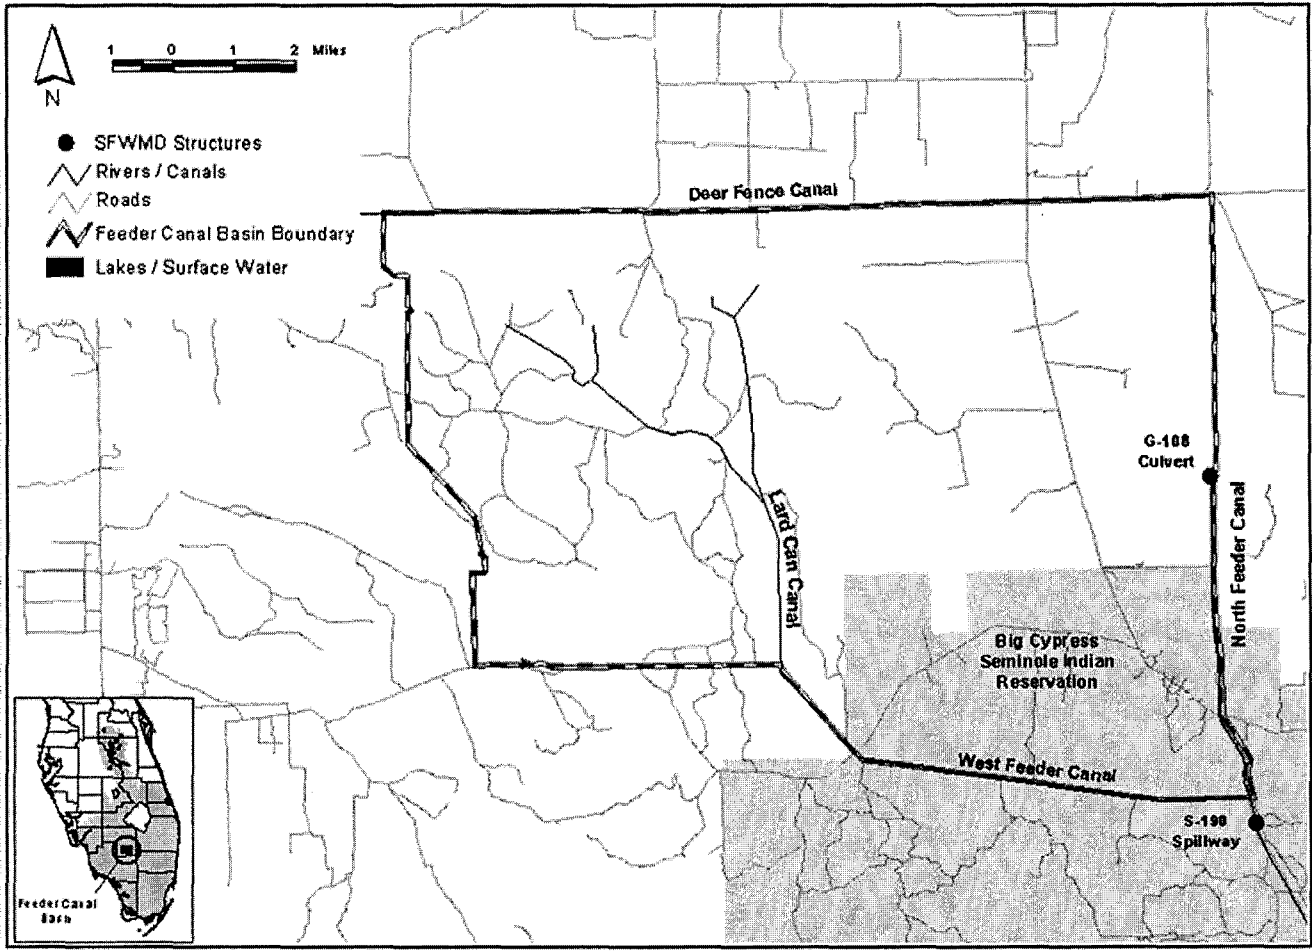 1 0 1 2 Miles
N
SFWMD Structures
Rivers / Canals
Roads
Feeder Canal Basin Boundary
Lakes / Surface Water
Deer Fence Canal
G-108
Culvert
North Feeder Canal
Lard Can Canal
Big Cypress
Seminole Indian
Reservation
West Feeder Canal
S-190
Spillway
Feeder Canal
Basin